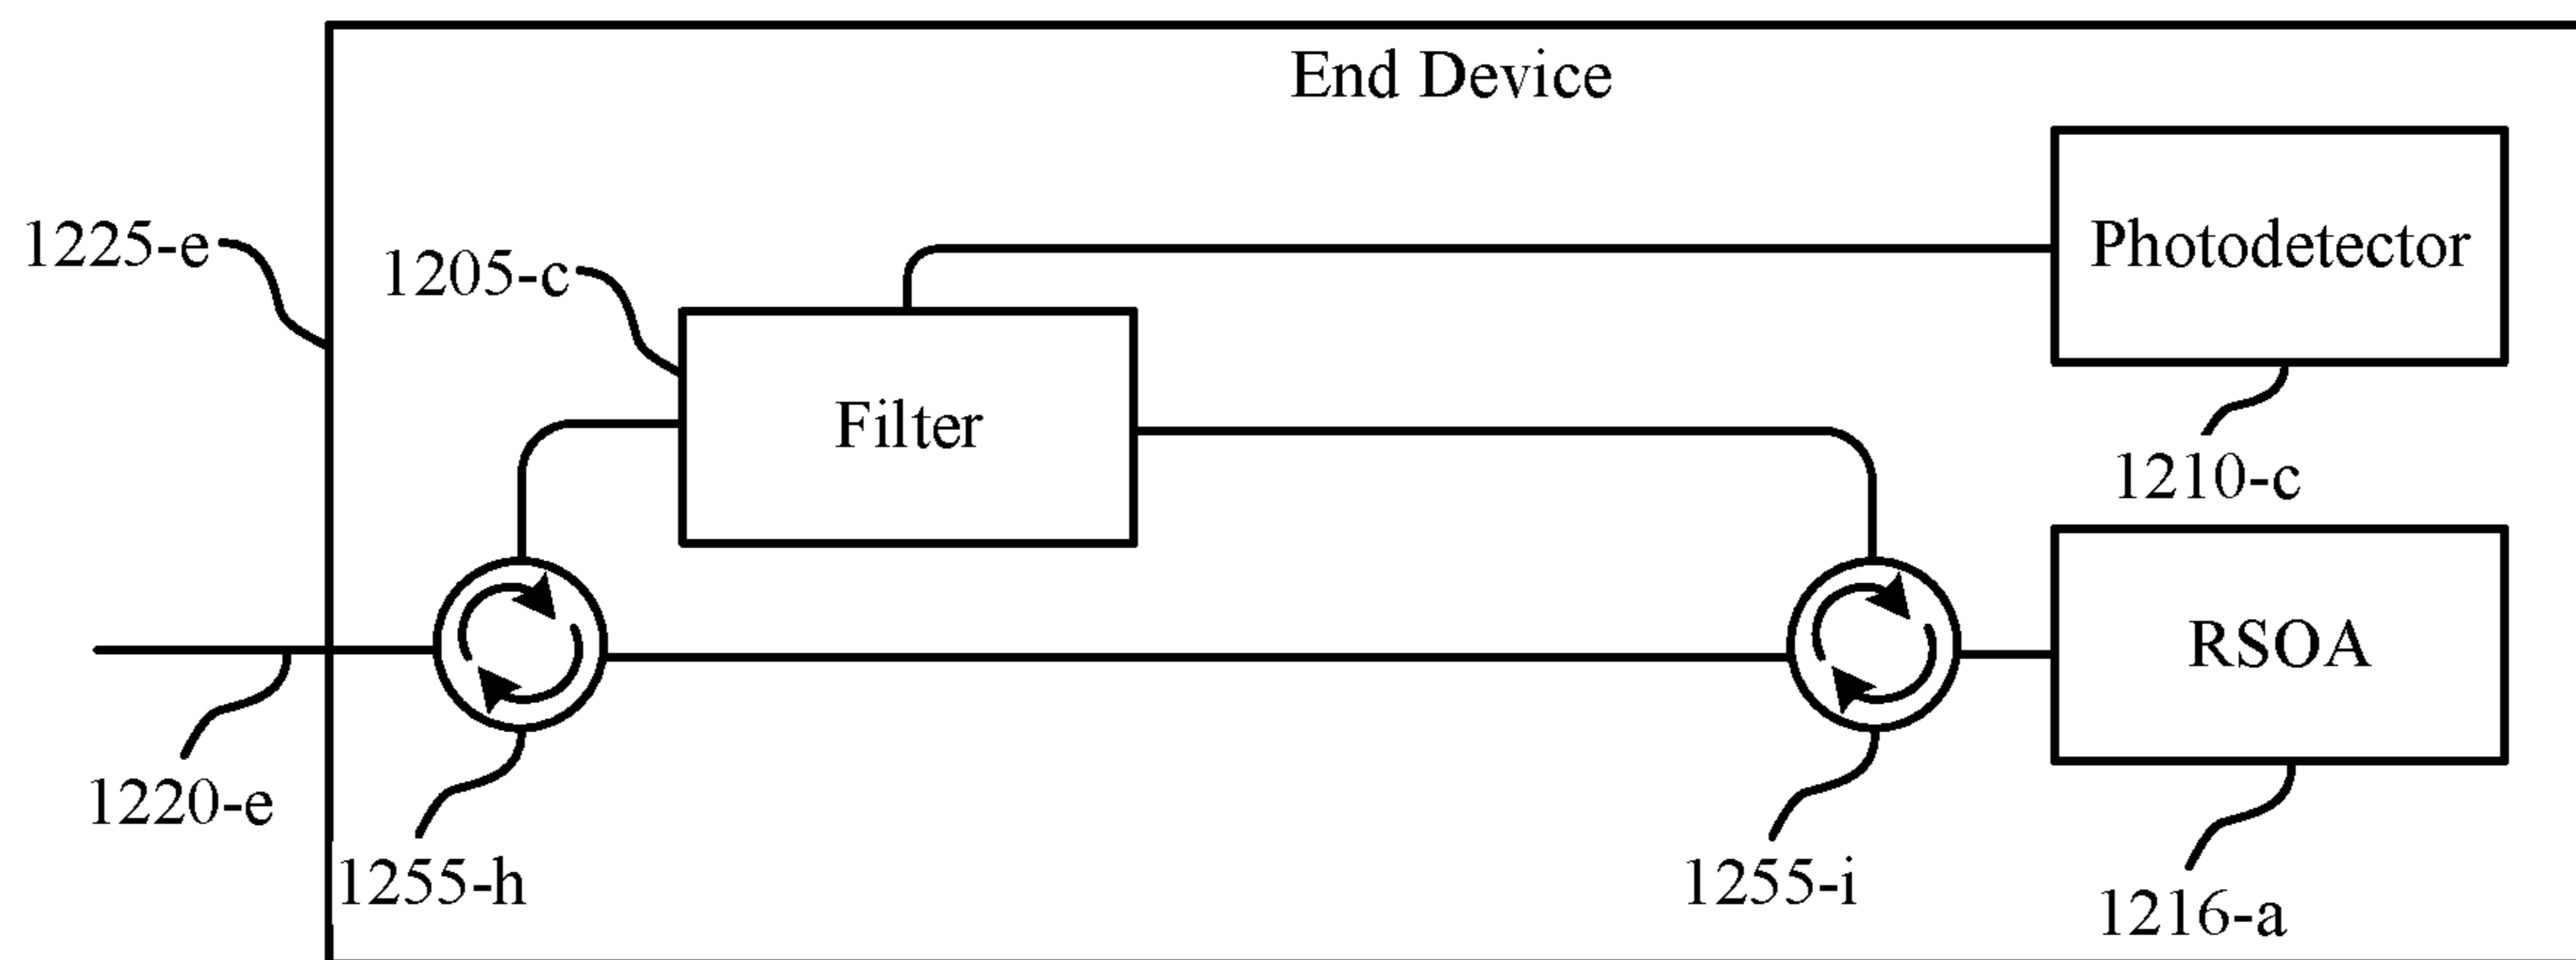 End Device
1225-e
1205-c
Photodetector
Filter
1210-c
RSOA
1220-e
1255-h
1255-i
1216-a